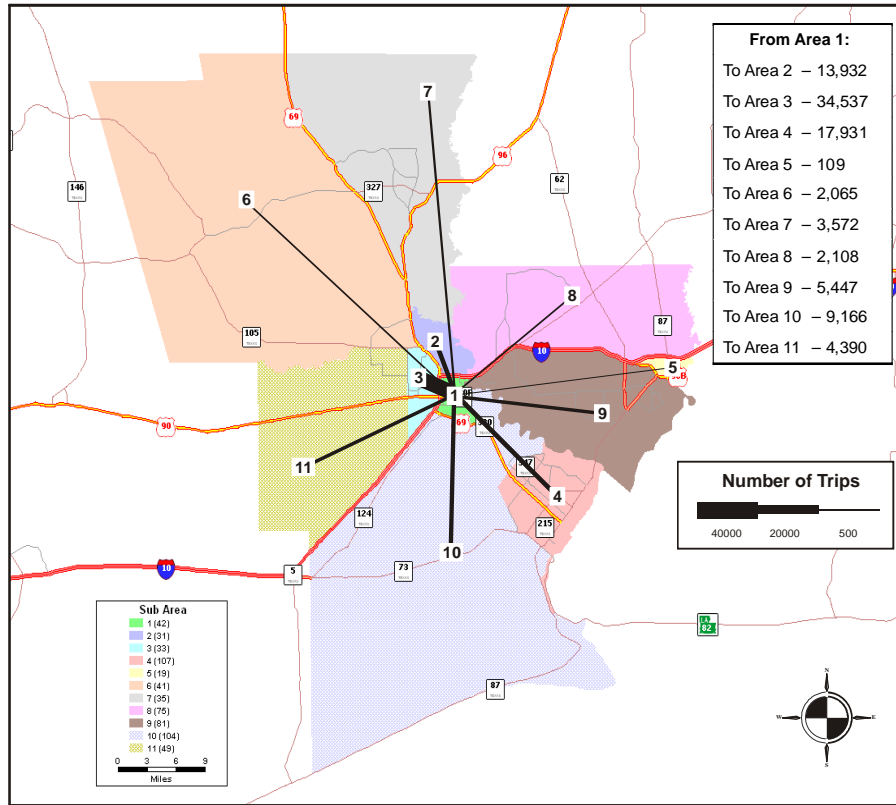 From Area 1:
To Area 2 – 13,932
To Area 3 – 34,537
To Area 4 – 17,931
To Area 5 – 109
To Area 6 – 2,065
To Area 7 – 3,572
To Area 8 – 2,108
To Area 9 – 5,447
To Area 10 – 9,166
To Area 11 – 4,390
7
69
96
62
146
327
6
8
105
87
2
10
5
3
1
9
90
69
11
4
124
215
10
5
73
10
87
LA
82
Number of Trips
40000 20000 500
Sub Area
1 (42)
2 (31)
3 (33)
4 (107)
5 (19)
6 (41)
7 (35)
8 (75)
9 (81)
10 (104)
11 (49)
0 3 6 9
Miles
N
W E
S